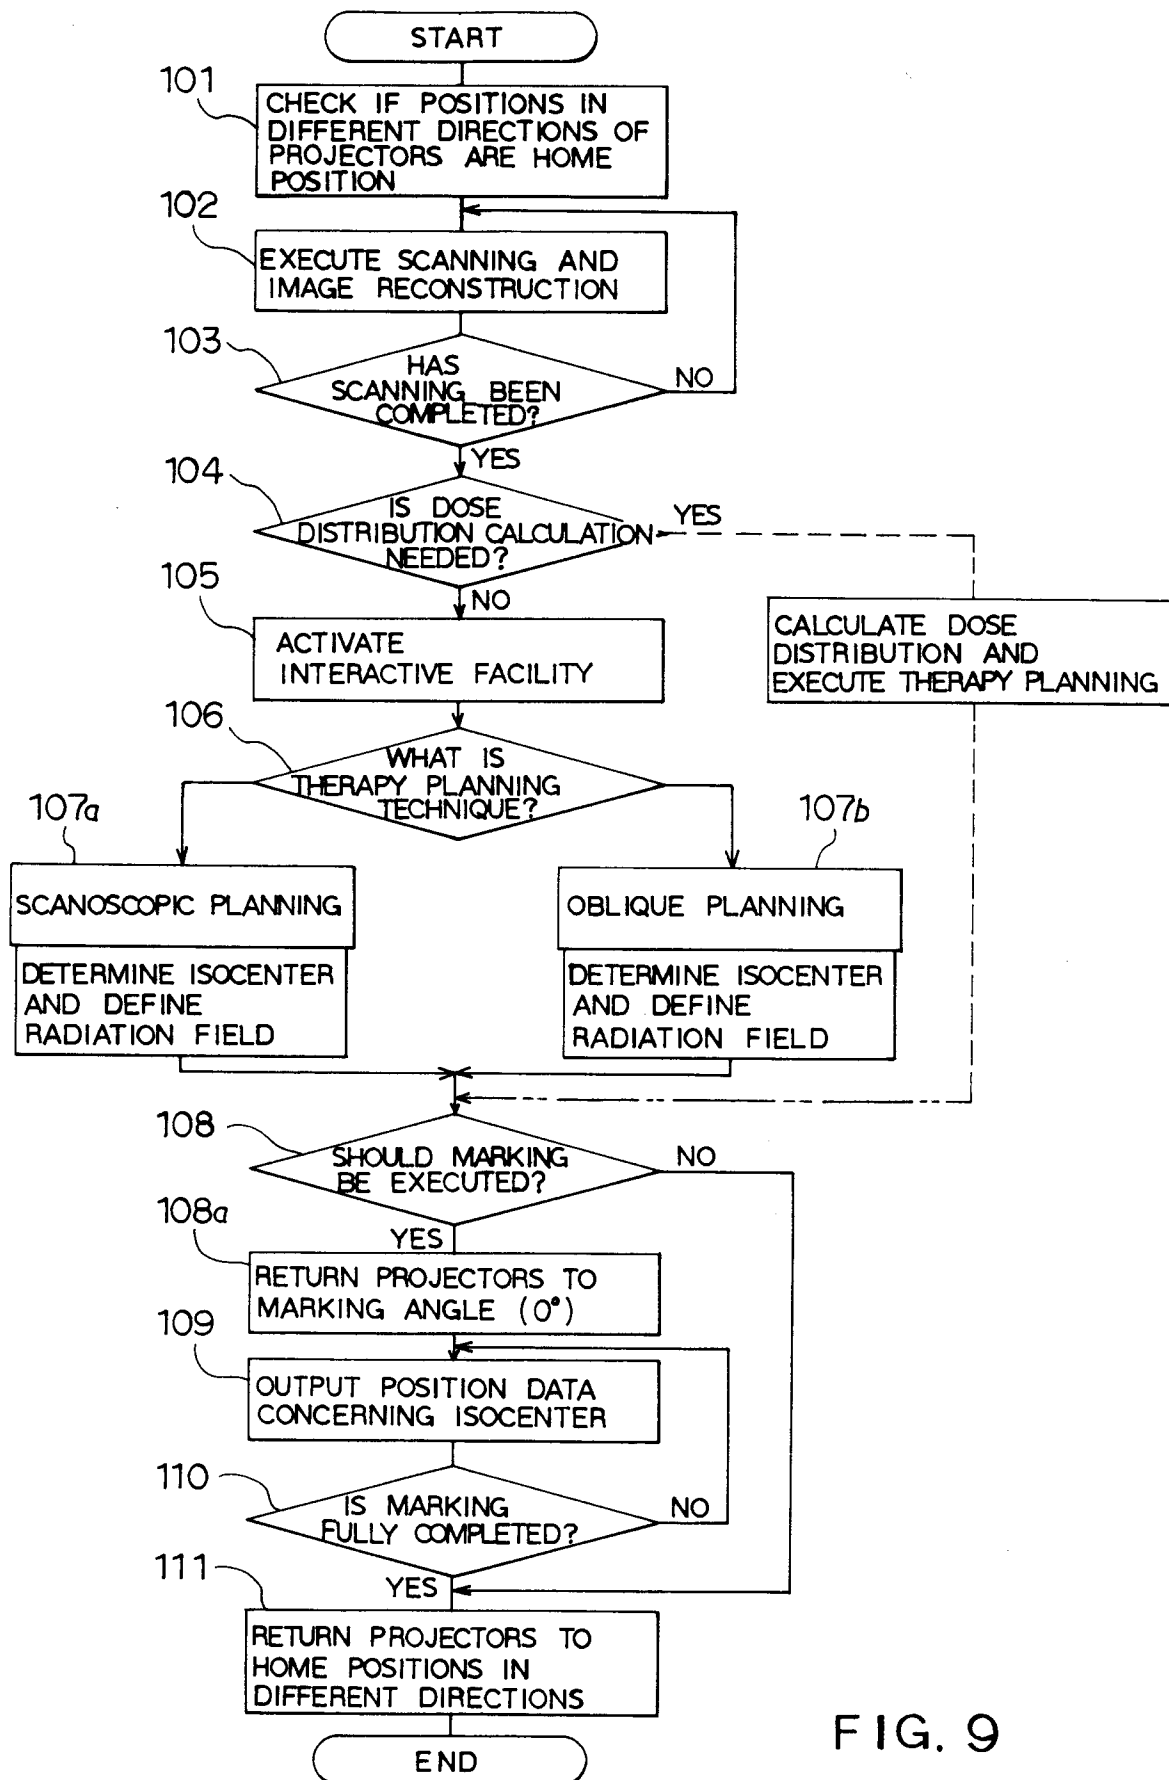 START
101
CHECK IF POSITIONS IN
DIFFERENT DIRECTIONS OF
PROJECTORS ARE HOME
POSITION
102
EXECUTE SCANNING AND
IMAGE RECONSTRUCTION
103
HAS
SCANNING BEEN
COMPLETED?
NO
YES
104
IS DOSE
DISTRIBUTION CALCULATION
NEEDED?
YES
NO
105
ACTIVATE
INTERACTIVE FACILITY
CALCULATE DOSE
DISTRIBUTION AND
EXECUTE THERAPY PLANNING
106
WHAT IS
THERAPY PLANNING
TECHNIQUE?
107a
107b
SCANOSCOPIC PLANNING
OBLIQUE PLANNING
DETERMINE ISOCENTER
AND DEFINE
RADIATION FIELD
DETERMINE ISOCENTER
AND DEFINE
RADIATION FIELD
108
SHOULD MARKING
BE EXECUTED?
NO
YES
108a
RETURN PROJECTORS TO
MARKING ANGLE (0°)
109
OUTPUT POSITION DATA
CONCERNING ISOCENTER
110
IS MARKING
FULLY COMPLETED?
NO
YES
111
RETURN PROJECTORS TO
HOME POSITIONS IN
DIFFERENT DIRECTIONS
END
FIG. 9